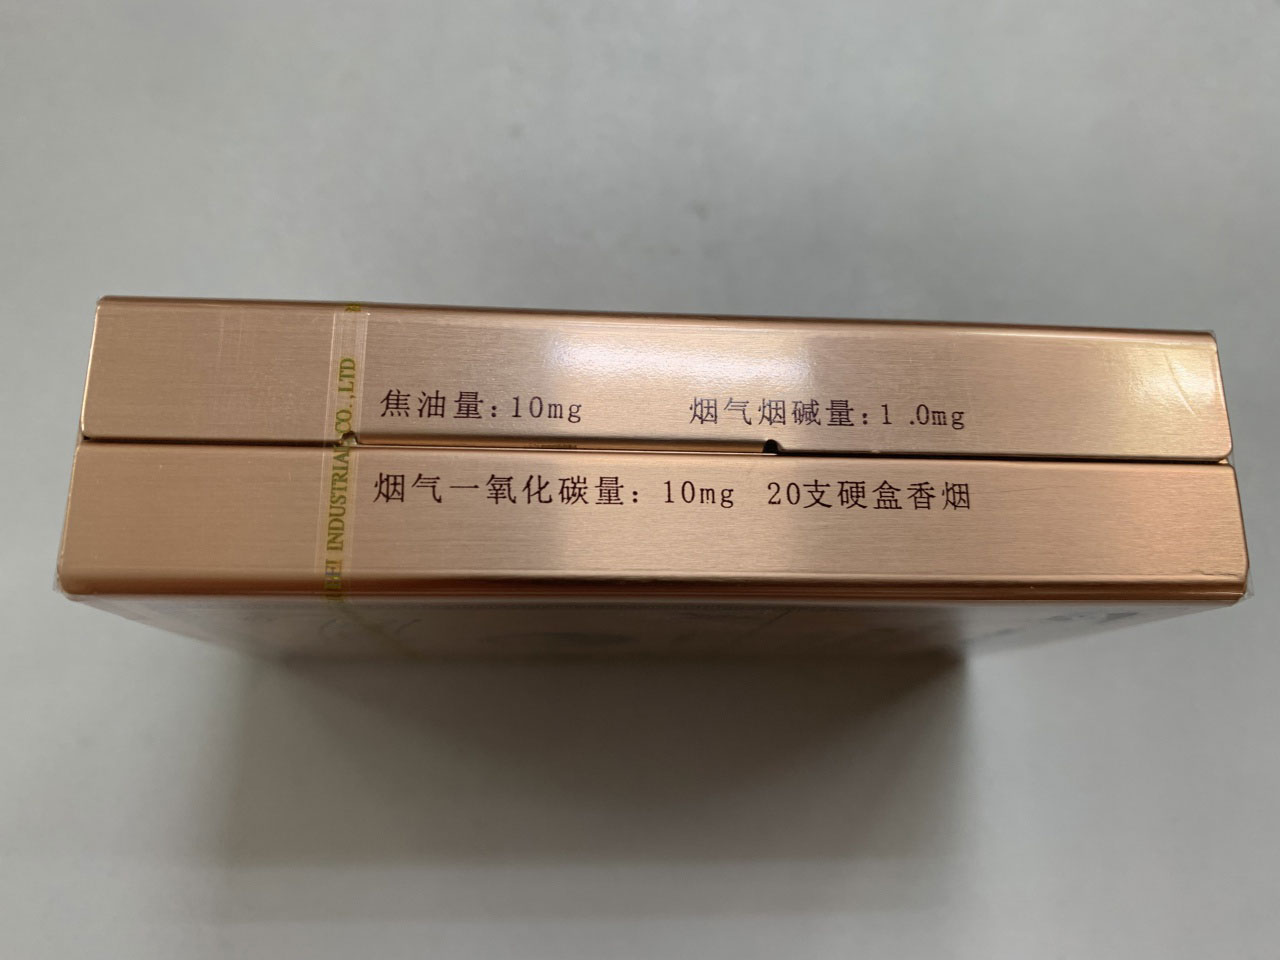 焦油量:10mg 烟气烟碱量:1.0mg
烟气一氧化碳量: 10mg 20支硬盒香烟
INDUSTRIAL CO.,LTD